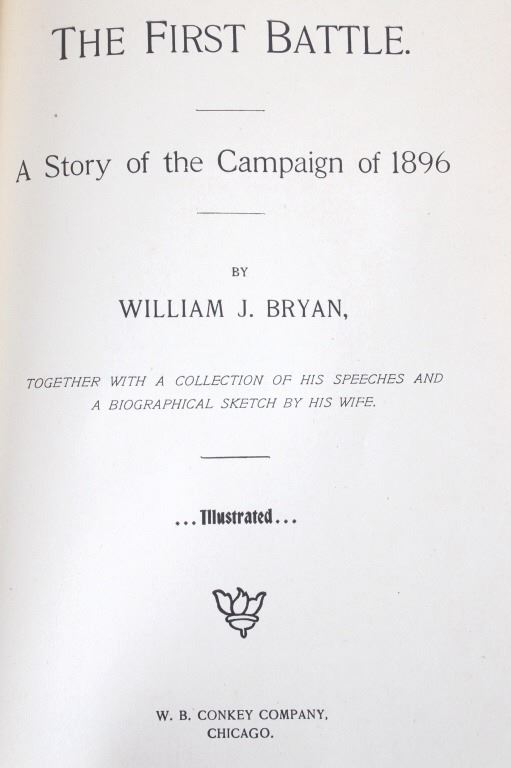 THE FIRST BATTLE.
A Story of the Campaign of 1896
BY
WILLIAM J. BRYAN,
TOGETHER WITH A COLLECTION OF HIS SPEECHES AND
A BIOGRAPHICAL SKETCH BY HIS WIFE.
...Illustrated...
W. B. CONKEY COMPANY,
CHICAGO.